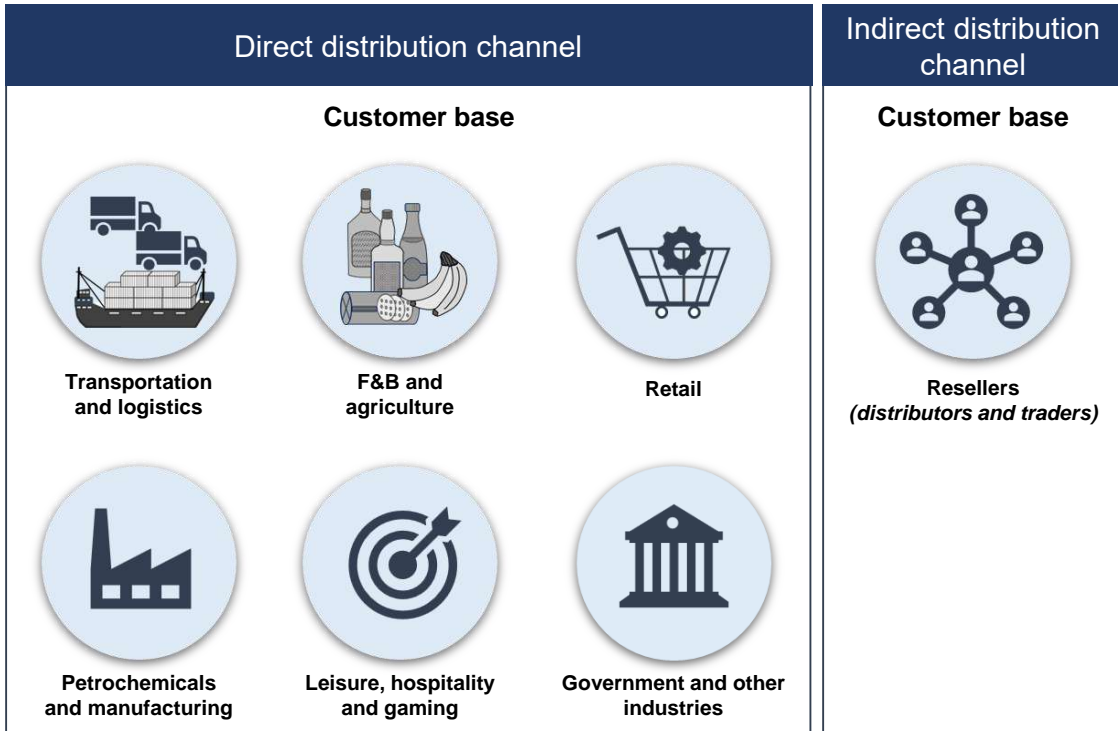 Direct distribution channel
Customer base
Transportation
and logistics
F&B and
agriculture
Retail
Petrochemicals
and manufacturing
Leisure, hospitality
and gaming
Government and other
industries
Indirect distribution
channel
Customer base
Resellers
(distributors and traders)